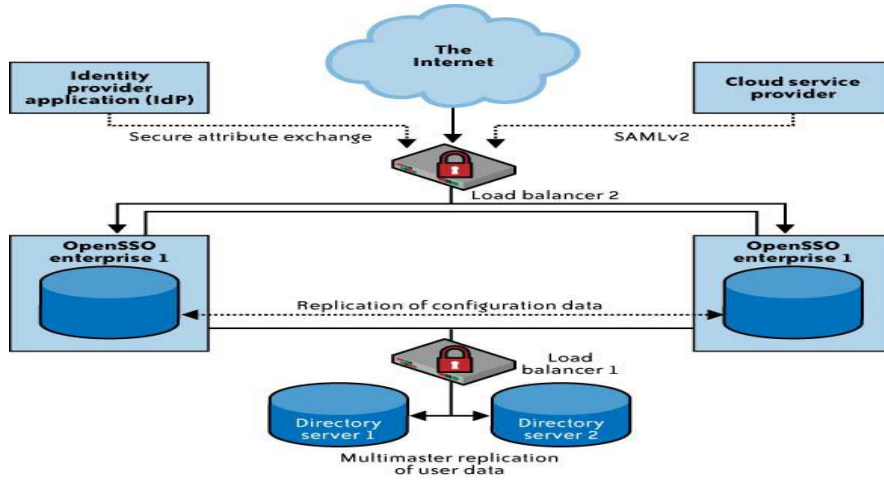 The
Internet
Identity
provider
application (IdP)
Cloud service
provider
Secure attribute exchange
SAMLv2
Load balancer 2
OpenSSO
enterprise 1
OpenSSO
enterprise 1
Replication of configuration data
Load
balancer 1
Directory
server 1
Directory
server 2
Multimaster replication
of user data